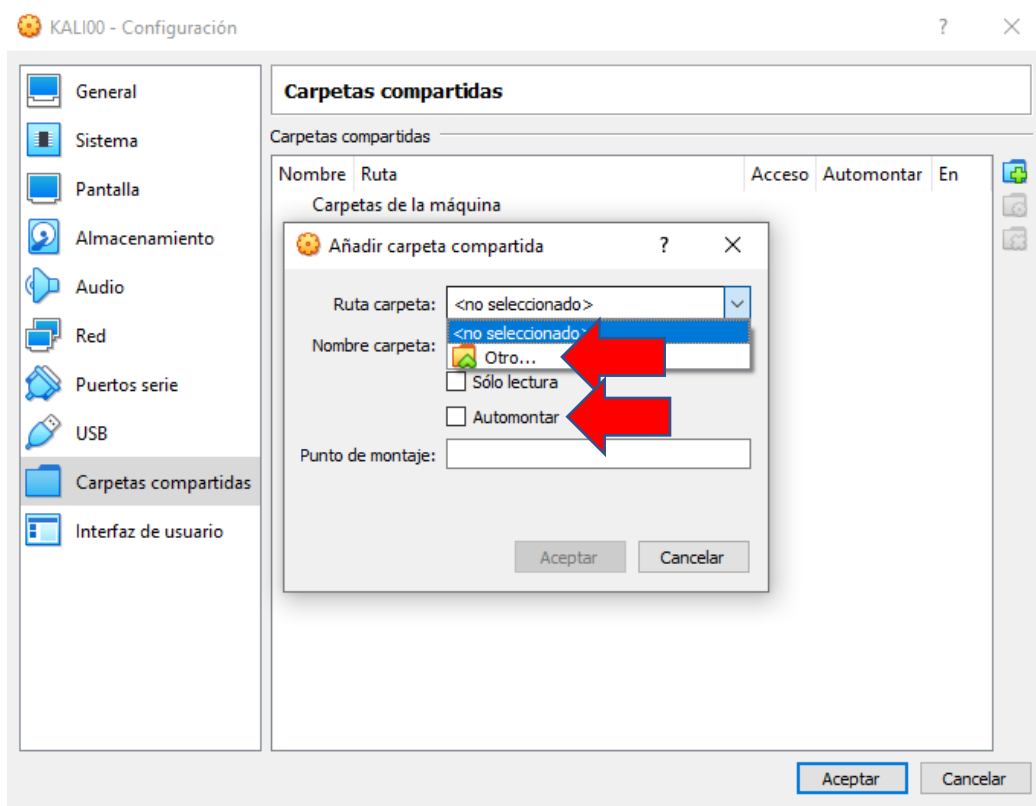 KALI00 - Configuración ?
General
Sistema
Pantalla
Almacenamiento
Audio
Red
Puertos serie
USB
Carpetas compartidas
Interfaz de usuario
Carpetas compartidas
Carpetas compartidas
Nombre Ruta Acceso Automontar En
Carpetas de la máquina
Añadir carpeta compartida ?
Ruta carpeta: <no seleccionado>
<no seleccionado>
Nombre carpeta: Otro...
Sólo lectura
Automontar
Punto de montaje:
Aceptar Cancelar
Aceptar Cancelar